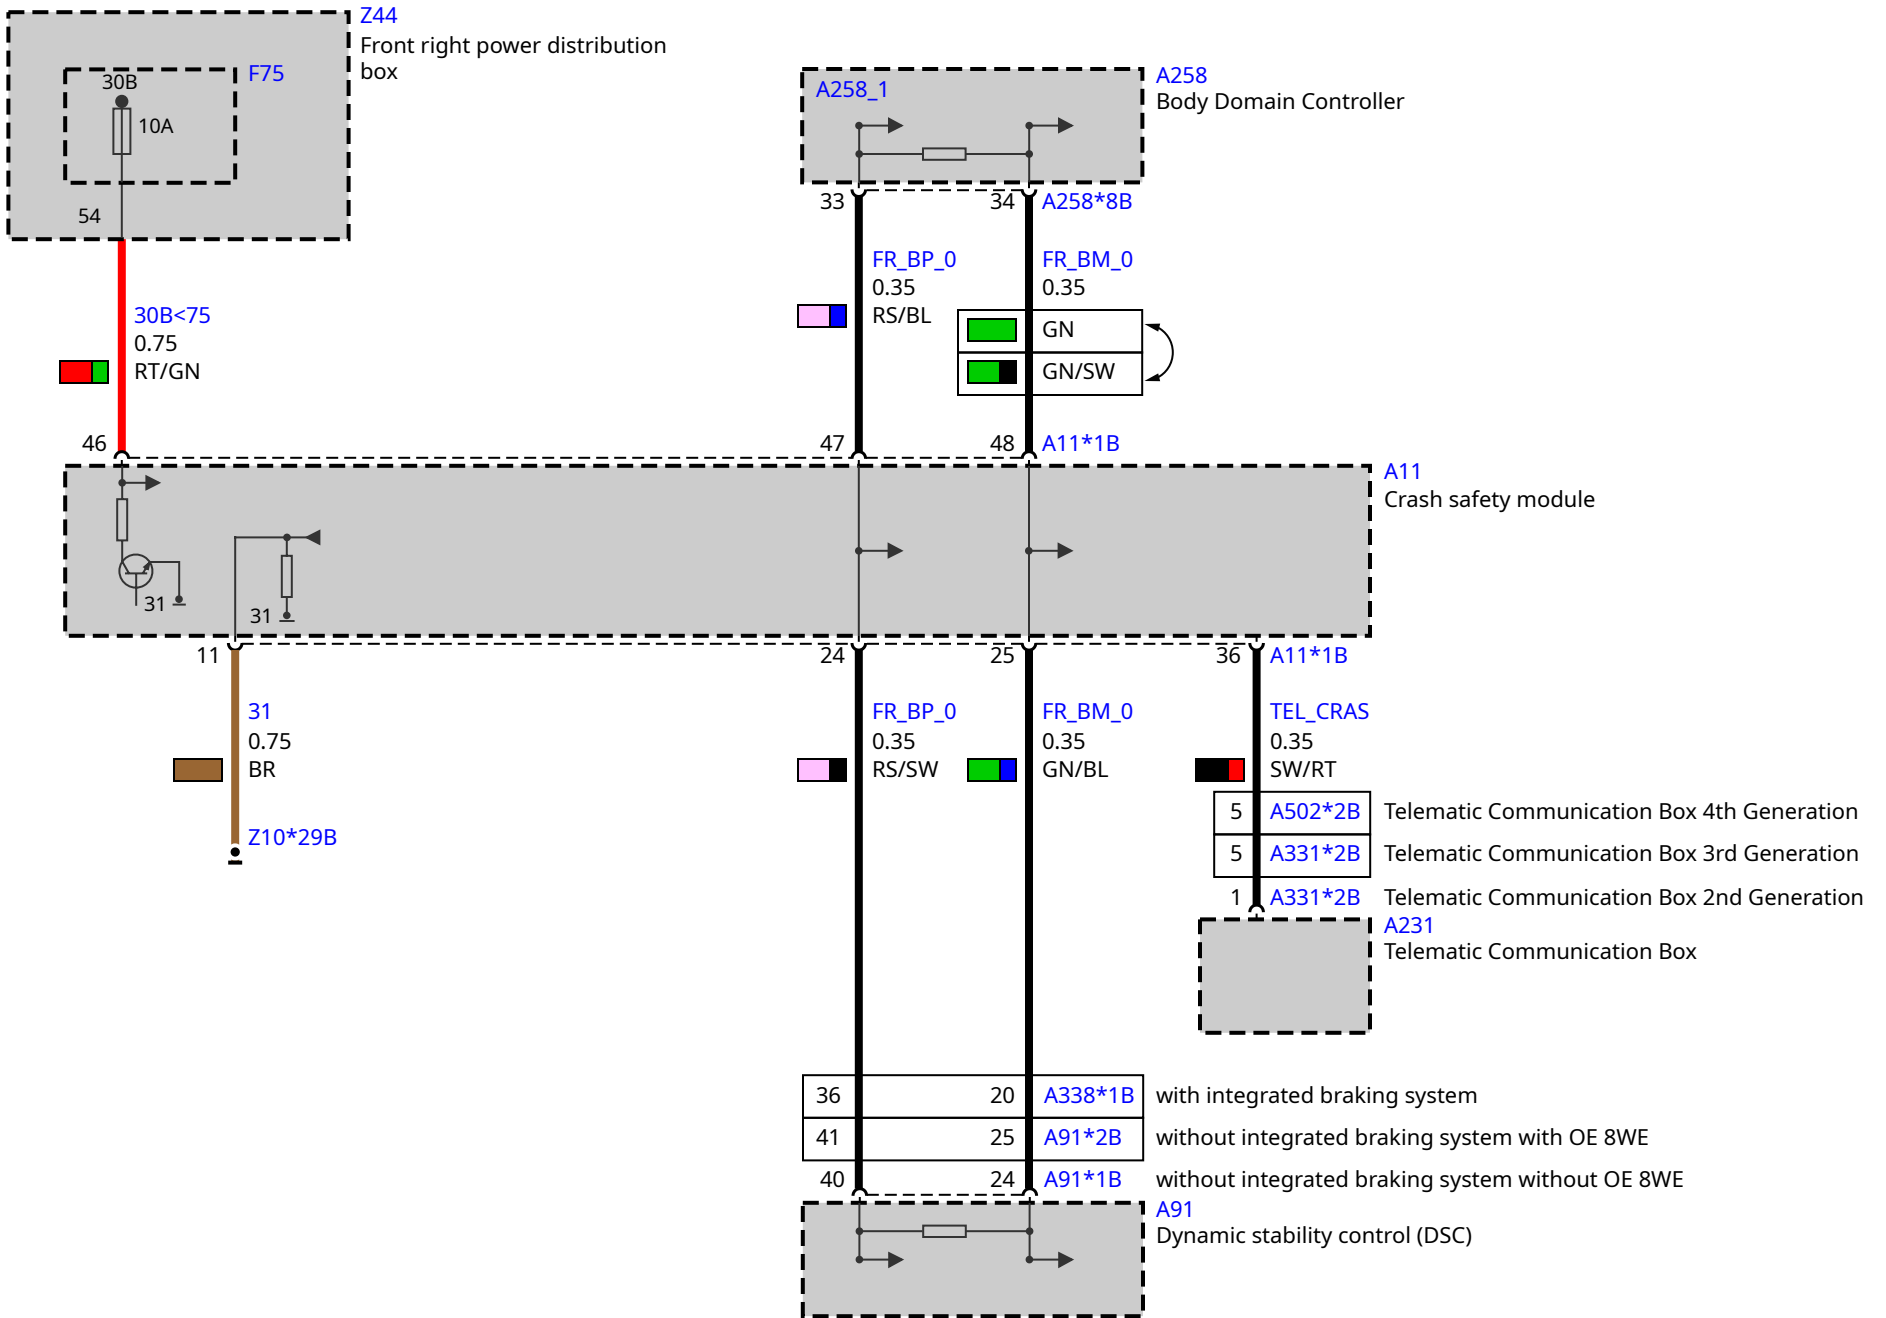 Z44
Front right power distribution
box
30B
F75
10A
54
A258_1
A258
Body Domain Controller
33
34
A258*8B
30B<75
0.75
RT/GN
FR_BP_0
0.35
RS/BL
FR_BM_0
0.35
GN
GN/SW
46
47
48
A11*1B
A11
Crash safety module
31
31
11
24
25
36
A11*1B
31
0.75
BR
Z10*29B
FR_BP_0
0.35
RS/SW
FR_BM_0
0.35
GN/BL
TEL_CRAS
0.35
SW/RT
5 A502*2B Telematic Communication Box 4th Generation
5 A331*2B Telematic Communication Box 3rd Generation
1 A331*2B Telematic Communication Box 2nd Generation
A231
Telematic Communication Box
36 20 A338*1B with integrated braking system
41 25 A91*2B without integrated braking system with OE 8WE
40 24 A91*1B without integrated braking system without OE 8WE
A91
Dynamic stability control (DSC)